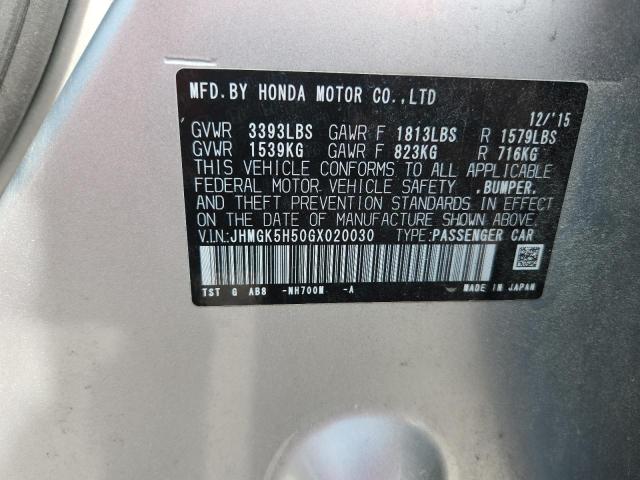 MFD.BY HONDA MOTOR CO.,LTD
12/'15
GVWR 3393LBS GAWR F 1813LBS R 1579LBS
GVWR 1539KG GAWR F 823KG R 716KG
THIS VEHICLE CONFORMS TO ALL APPLICABLE
FEDERAL MOTOR VEHICLE SAFETY ,BUMPER,
AND THEFT PREVENTION STANDARDS IN EFFECT ON
THE DATE OF MANUFACTURE SHOWN ABOVE.
V.IN.:JHMGK5H50GX020030 TYPE:PASSENGER CAR
TST G AB8 -NH700M -A MADE IN JAPAN